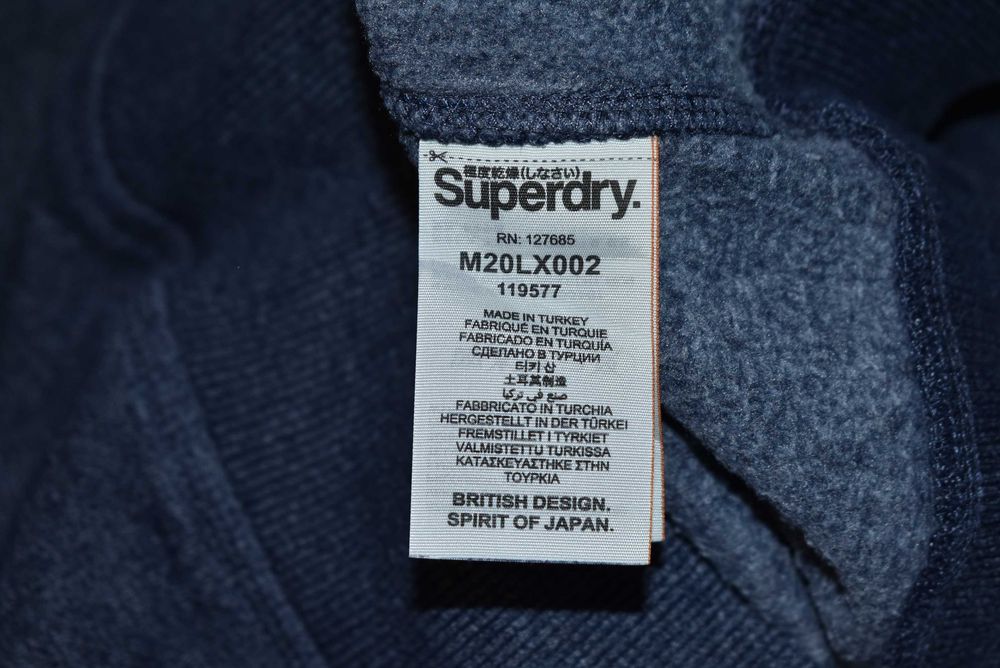 極度乾燥(しなさい)
Superdry.
RN: 127685
M20LX002
119577
MADE IN TURKEY
FABRIQUÉ EN TURQUIE
FABRICADO EN TURQUÍA
СДЕЛАНО В ТУРЦИИ
터키 산
土耳其制造
صنع في تركيا
FABBRICATO IN TURCHIA
HERGESTELLT IN DER TÜRKEI
FREMSTILLET I TYRKIET
VALMISTETTU TURKISSA
ΚΑΤΑΣΚΕΥΑΣΤΗΚΕ ΣΤΗΝ
ΤΟΥΡΚΙΑ
BRITISH DESIGN.
SPIRIT OF JAPAN.